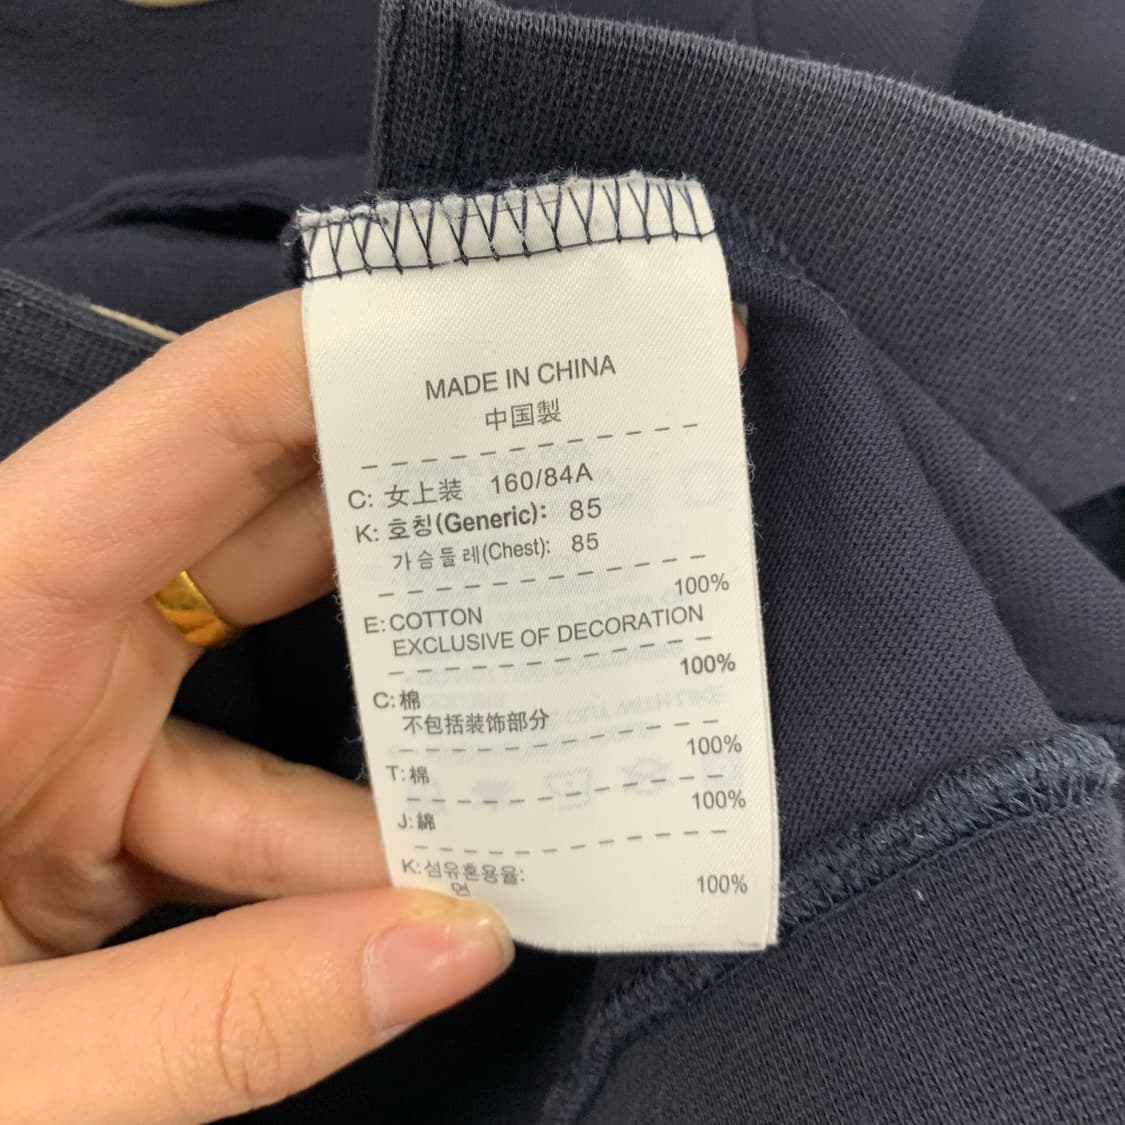 MADE IN CHINA
中国製
C: 女上装 160/84A
K: 호칭(Generic): 85
가슴둘레(Chest): 85
E: COTTON 100%
EXCLUSIVE OF DECORATION
C: 棉 100%
不包括装饰部分
T: 棉 100%
J: 綿 100%
K: 섬유혼용율:
면 100%